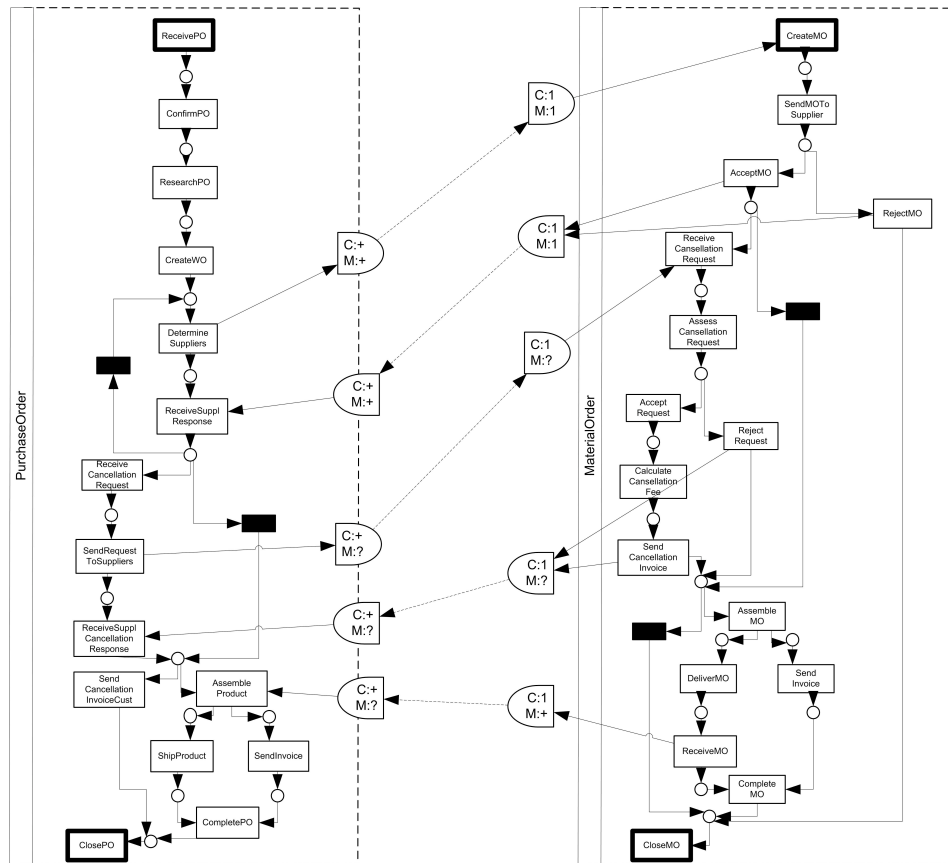 PurchaseOrder
ReceivePO
ConfirmPO
ResearchPO
CreateWO
Determine
Suppliers
ReceiveSuppl
Response
Receive
Cancellation
Request
SendRequest
ToSuppliers
ReceiveSuppl
Cancellation
Response
Send
Cancellation
InvoiceCust
Assemble
Product
ShipProduct
SendInvoice
CompletePO
ClosePO
C:+
M:+
C:+
M:+
C:+
M:?
C:+
M:?
C:+
M:?
C:1
M:1
C:1
M:1
C:1
M:?
C:1
M:?
C:1
M:+
MaterialOrder
CreateMO
SendMOTo
Supplier
AcceptMO
RejectMO
Receive
Cansellation
Request
Assess
Cansellation
Request
Accept
Request
Reject
Request
Calculate
Cansellation
Fee
Send
Cancellation
Invoice
Assemble
MO
DeliverMO
Send
Invoice
ReceiveMO
Complete
MO
CloseMO